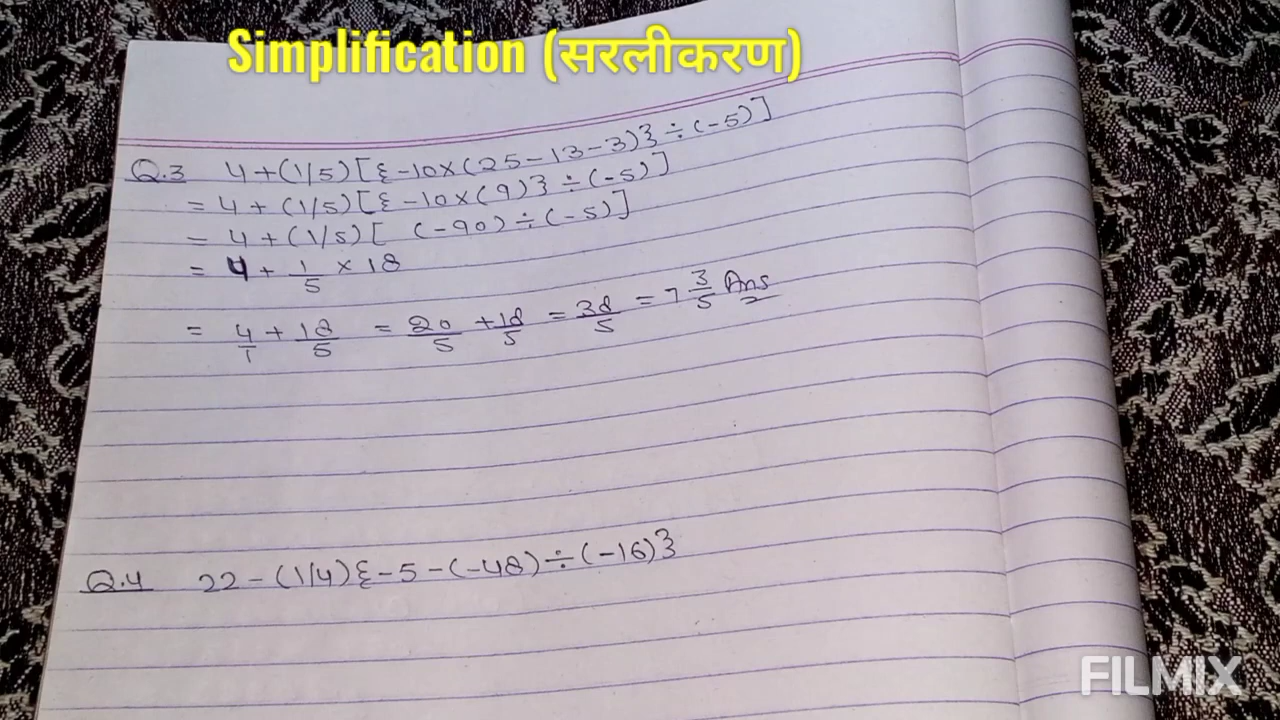 Simplification (सरलीकरण)
Q.3 4+(1/5)[{-10×(25-13-3)}÷(-5)]
= 4+(1/5)[{-10×(9)}÷(-5)]
= 4+(1/5)[ (-90)÷(-5)]
= 4 + 1/5 × 18
= 4/1 + 18/5 = 20/5 + 18/5 = 38/5 = 7 3/5 Ans
Q.4 22-(1/4){-5-(-48)÷(-16)}
FILMIX